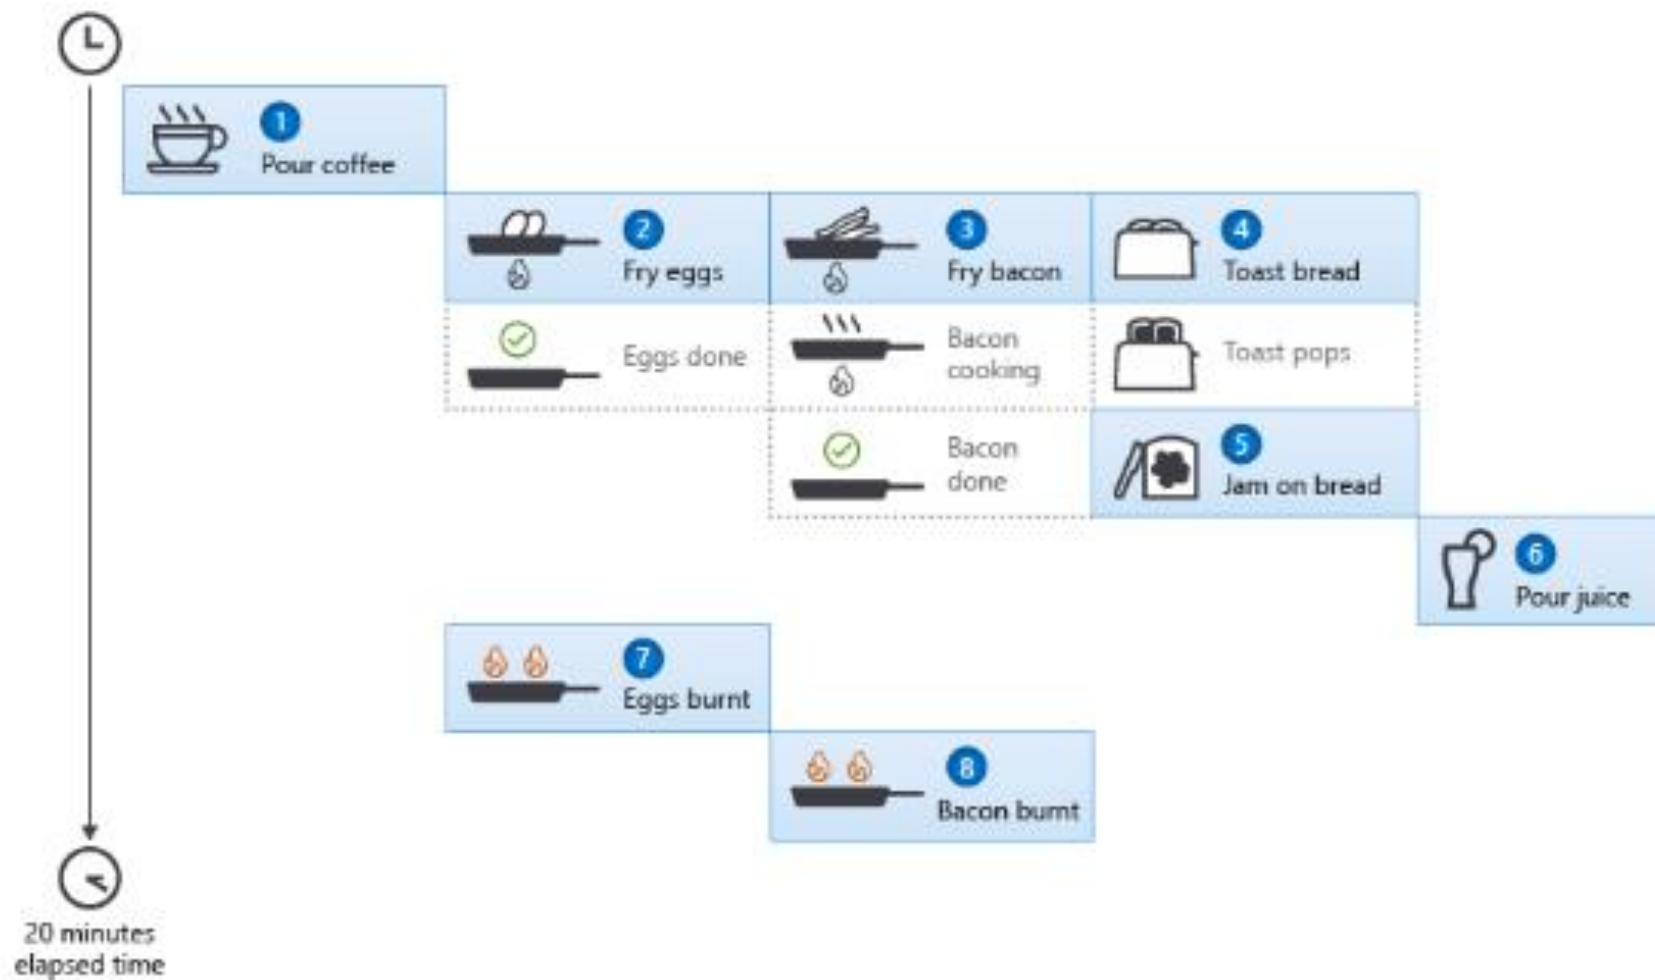 1
Pour coffee
2
Fry eggs
3
Fry bacon
4
Toast bread
Eggs done
Bacon
cooking
Toast pops
Bacon
done
5
Jam on bread
6
Pour juice
7
Eggs burnt
8
Bacon burnt
20 minutes
elapsed time